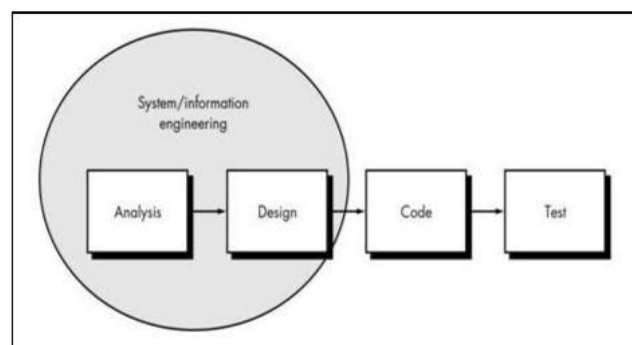 System/information
engineering
Analysis
Design
Code
Test